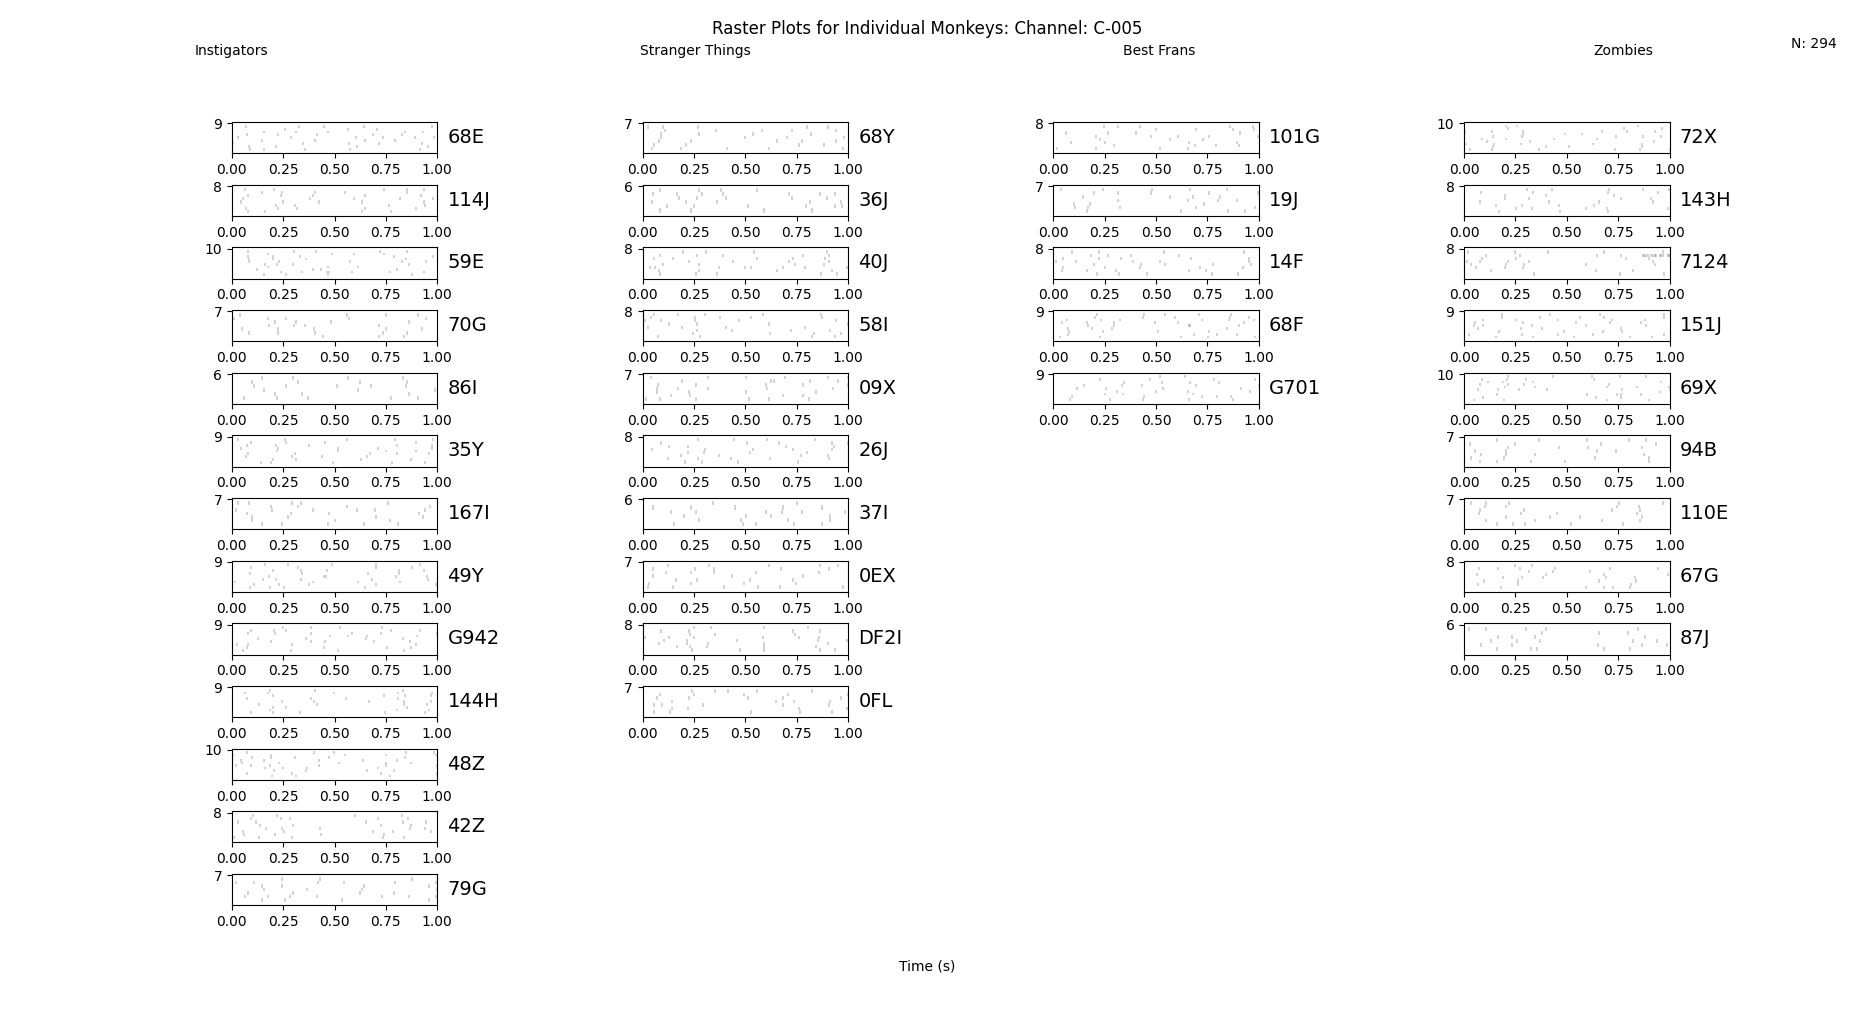 Raster Plots for Individual Monkeys: Channel: C-005
Instigators Stranger Things Best Frans Zombies N: 294
9 68E 7 68Y 8 101G 10 72X
0.00 0.25 0.50 0.75 1.00 0.00 0.25 0.50 0.75 1.00 0.00 0.25 0.50 0.75 1.00 0.00 0.25 0.50 0.75 1.00
8 114J 6 36J 7 19J 8 143H
0.00 0.25 0.50 0.75 1.00 0.00 0.25 0.50 0.75 1.00 0.00 0.25 0.50 0.75 1.00 0.00 0.25 0.50 0.75 1.00
10 59E 8 40J 8 14F 8 7124
0.00 0.25 0.50 0.75 1.00 0.00 0.25 0.50 0.75 1.00 0.00 0.25 0.50 0.75 1.00 0.00 0.25 0.50 0.75 1.00
7 70G 8 58I 9 68F 9 151J
0.00 0.25 0.50 0.75 1.00 0.00 0.25 0.50 0.75 1.00 0.00 0.25 0.50 0.75 1.00 0.00 0.25 0.50 0.75 1.00
6 86I 7 09X 9 G701 10 69X
0.00 0.25 0.50 0.75 1.00 0.00 0.25 0.50 0.75 1.00 0.00 0.25 0.50 0.75 1.00 0.00 0.25 0.50 0.75 1.00
9 35Y 8 26J 7 94B
0.00 0.25 0.50 0.75 1.00 0.00 0.25 0.50 0.75 1.00 0.00 0.25 0.50 0.75 1.00
7 167I 6 37I 7 110E
0.00 0.25 0.50 0.75 1.00 0.00 0.25 0.50 0.75 1.00 0.00 0.25 0.50 0.75 1.00
9 49Y 7 0EX 8 67G
0.00 0.25 0.50 0.75 1.00 0.00 0.25 0.50 0.75 1.00 0.00 0.25 0.50 0.75 1.00
9 G942 8 DF2I 6 87J
0.00 0.25 0.50 0.75 1.00 0.00 0.25 0.50 0.75 1.00 0.00 0.25 0.50 0.75 1.00
9 144H 7 0FL
0.00 0.25 0.50 0.75 1.00 0.00 0.25 0.50 0.75 1.00
10 48Z
0.00 0.25 0.50 0.75 1.00
8 42Z
0.00 0.25 0.50 0.75 1.00
7 79G
0.00 0.25 0.50 0.75 1.00
Time (s)